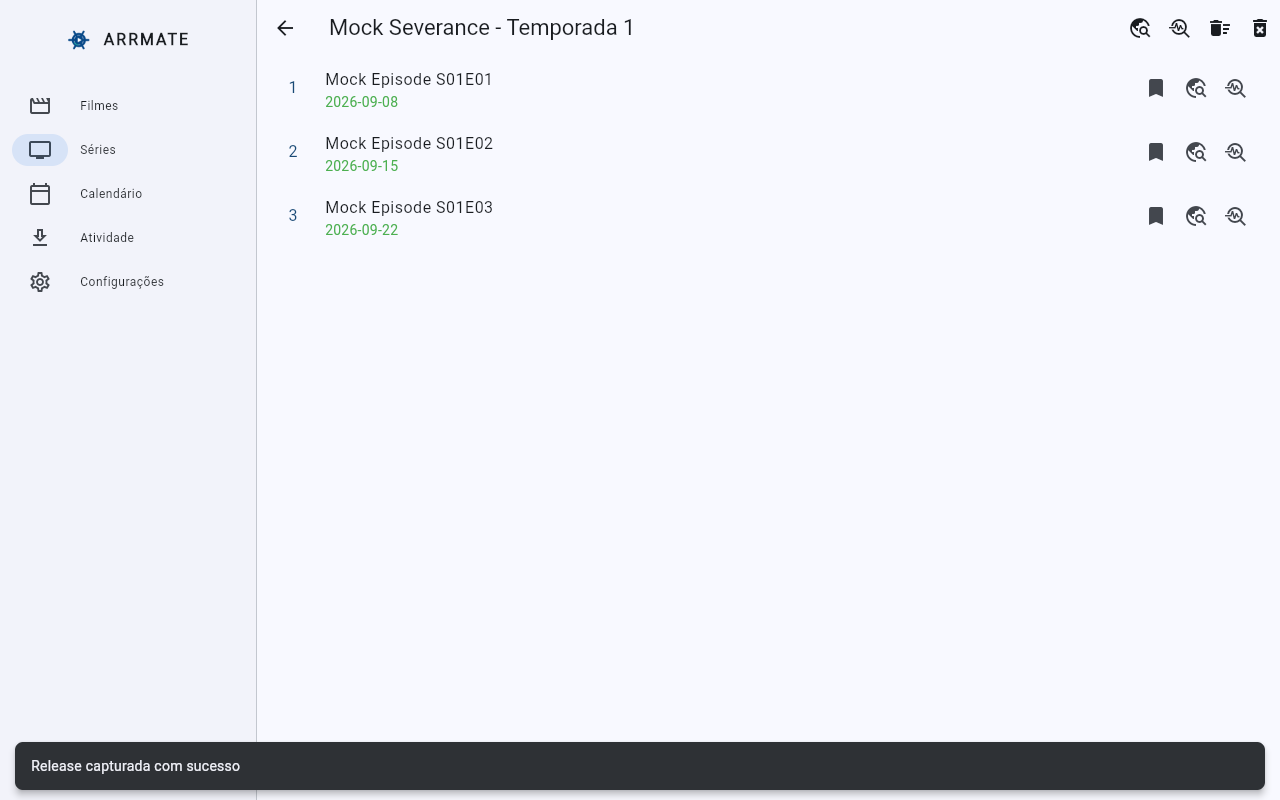 ARRMATE
Filmes
Séries
Calendário
Atividade
Configurações
Mock Severance - Temporada 1
1
Mock Episode S01E01
2026-09-08
2
Mock Episode S01E02
2026-09-15
3
Mock Episode S01E03
2026-09-22
Release capturada com sucesso